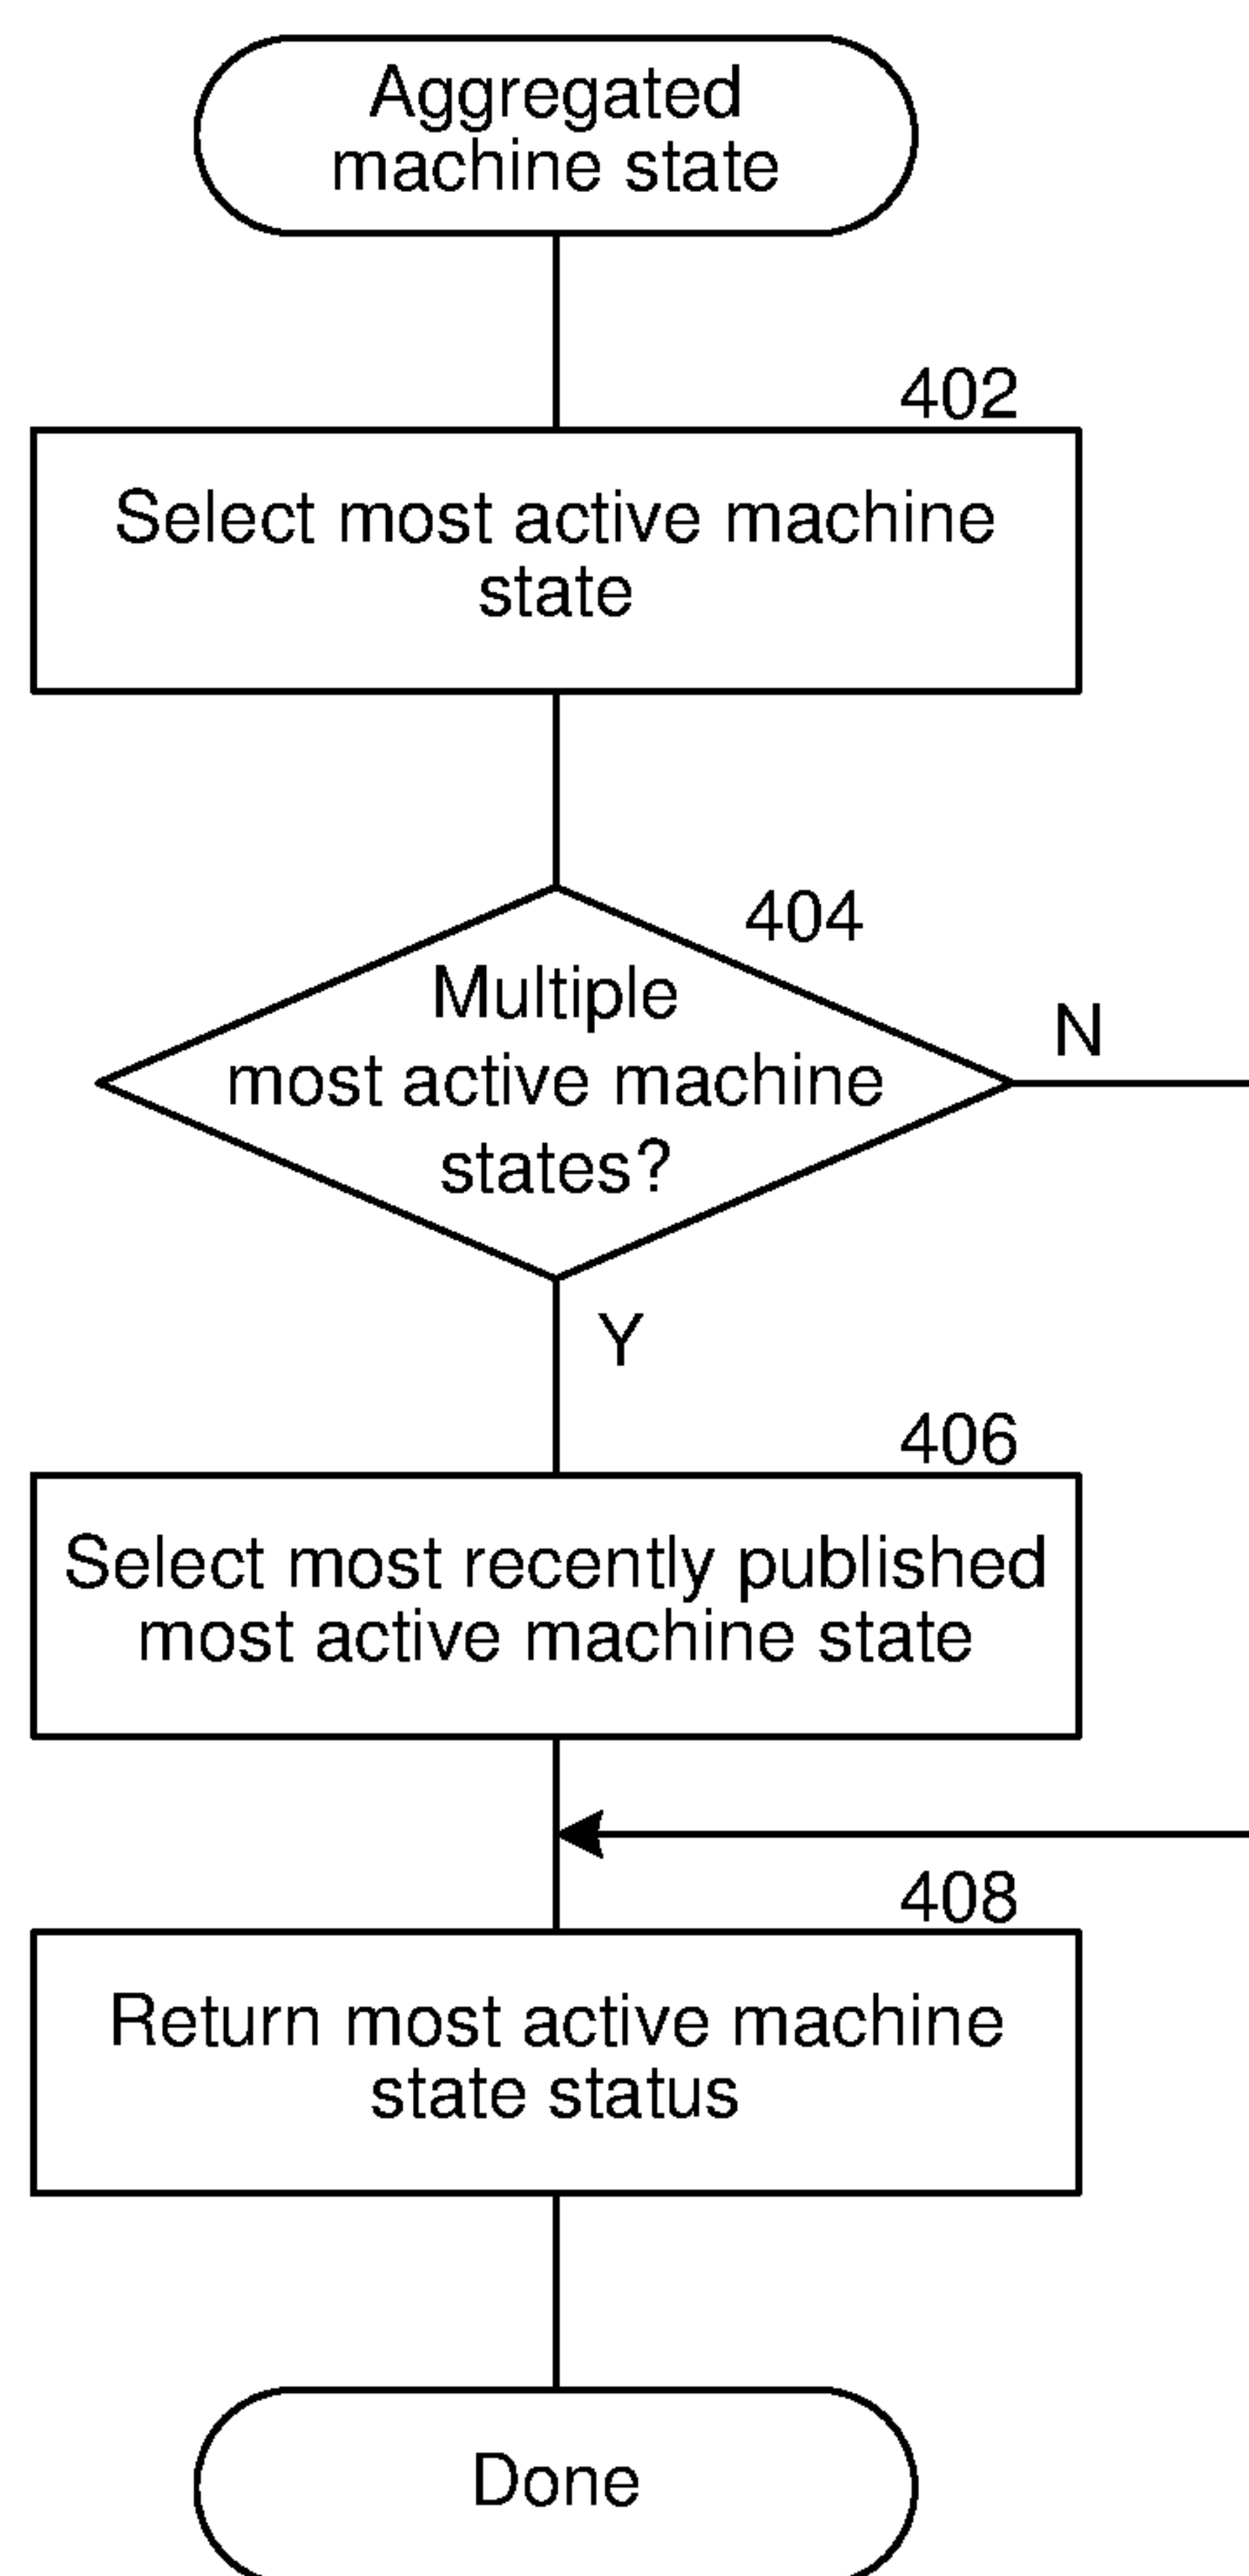 Aggregated
machine state
402
Select most active machine
state
404
Multiple
most active machine
states?
N
Y
406
Select most recently published
most active machine state
408
Return most active machine
state status
Done